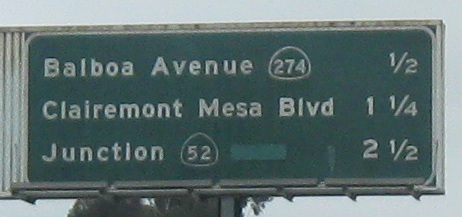 Balboa Avenue 274 ½
Clairemont Mesa Blvd 1 ¼
Junction 52 2 ½